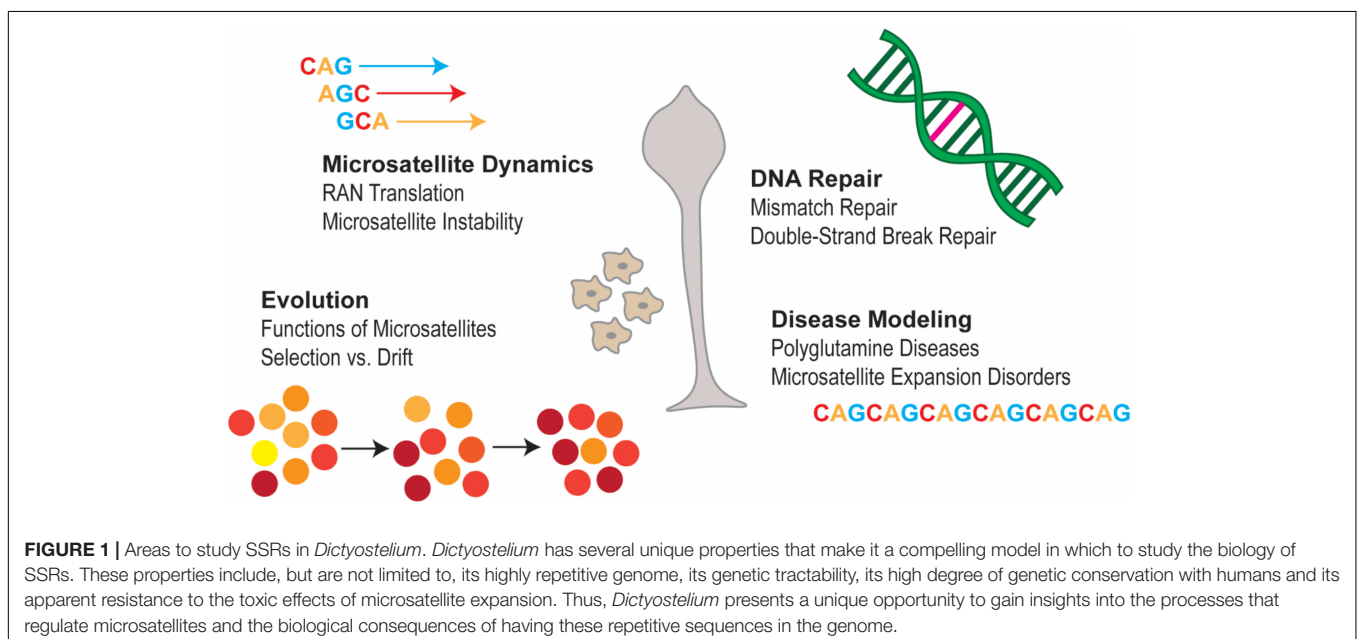 CAG
AGC
GCA
Microsatellite Dynamics
RAN Translation
Microsatellite Instability
DNA Repair
Mismatch Repair
Double-Strand Break Repair
Evolution
Functions of Microsatellites
Selection vs. Drift
Disease Modeling
Polyglutamine Diseases
Microsatellite Expansion Disorders
CAGCAGCAGCAGCAGCAG
FIGURE 1 | Areas to study SSRs in Dictyostelium. Dictyostelium has several unique properties that make it a compelling model in which to study the biology of
SSRs. These properties include, but are not limited to, its highly repetitive genome, its genetic tractability, its high degree of genetic conservation with humans and its
apparent resistance to the toxic effects of microsatellite expansion. Thus, Dictyostelium presents a unique opportunity to gain insights into the processes that
regulate microsatellites and the biological consequences of having these repetitive sequences in the genome.